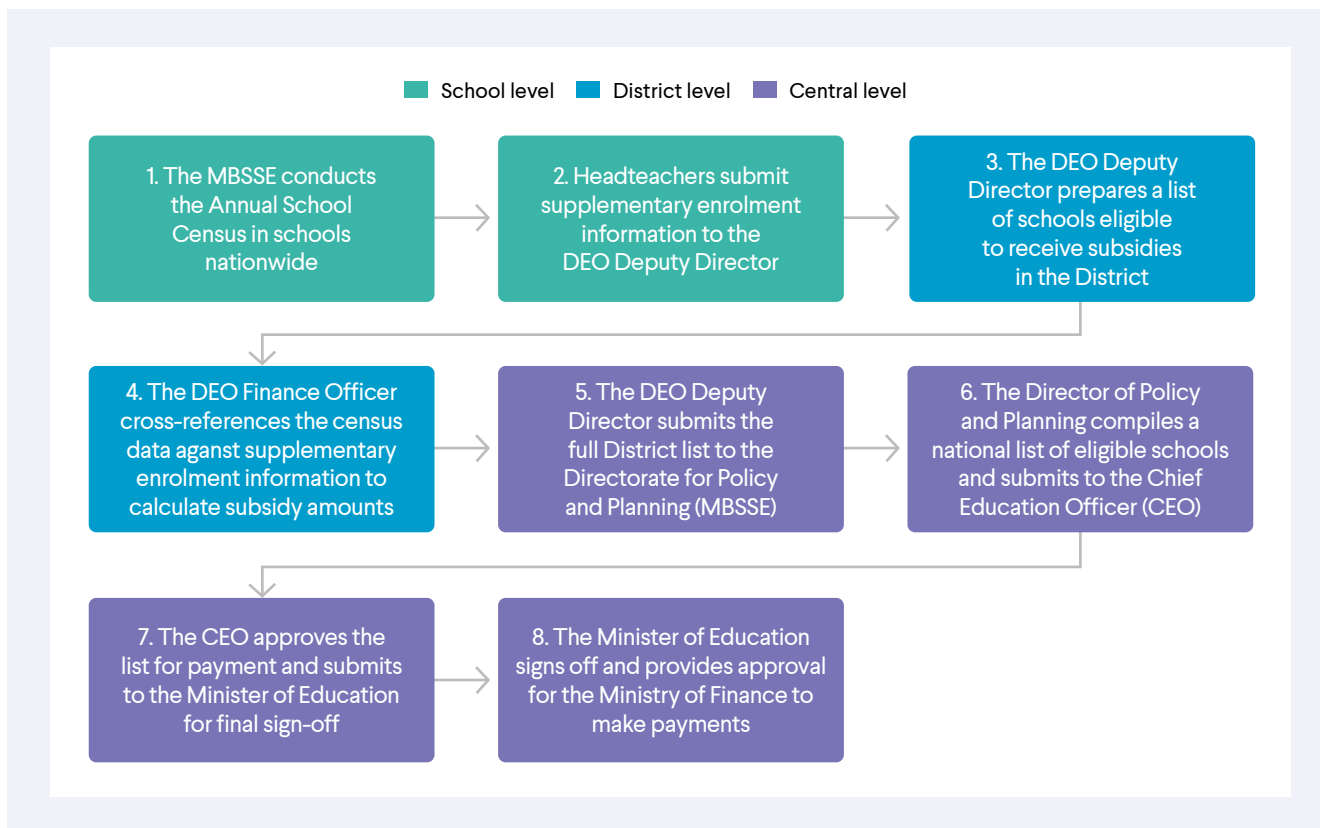 School level
District level
Central level
1. The MBSSE conducts
the Annual School
Census in schools
nationwide
2. Headteachers submit
supplementary enrolment
information to the
DEO Deputy Director
3. The DEO Deputy
Director prepares a list
of schools eligible
to receive subsidies
in the District
4. The DEO Finance Officer
cross-references the census
data aganst supplementary
enrolment information to
calculate subsidy amounts
5. The DEO Deputy
Director submits the
full District list to the
Directorate for Policy
and Planning (MBSSE)
6. The Director of Policy
and Planning compiles a
national list of eligible schools
and submits to the Chief
Education Officer (CEO)
7. The CEO approves the
list for payment and submits
to the Minister of Education
for final sign-off
8. The Minister of Education
signs off and provides approval
for the Ministry of Finance to
make payments